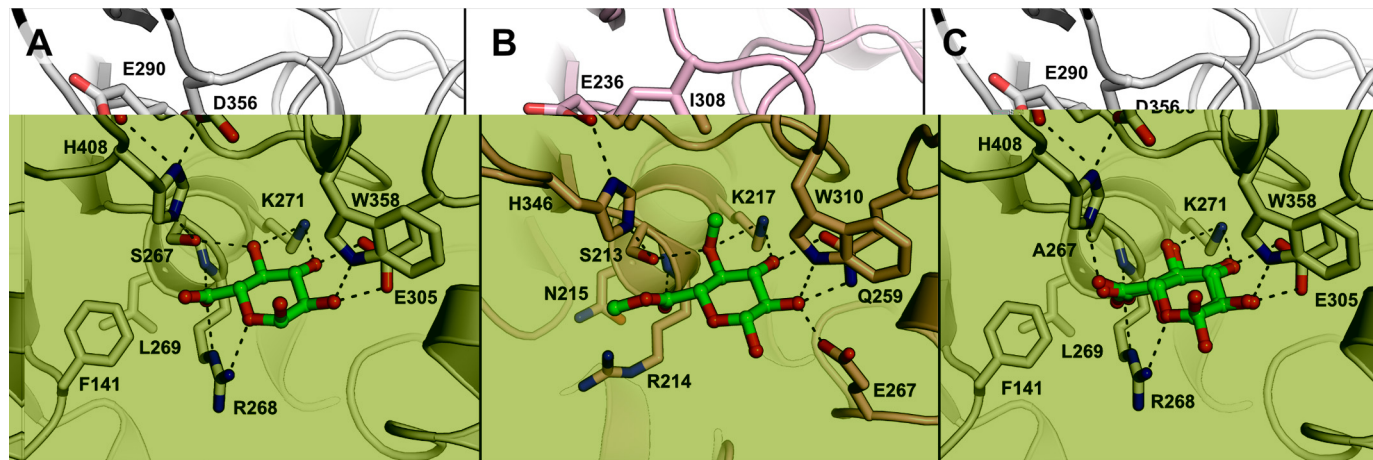 A
E290
D356
H408
K271
W358
S267
E305
L269
F141
R268
B
E236
I308
H346
K217
W310
S213
N215
Q259
R214
E267
C
E290
D356
H408
K271
W358
A267
E305
L269
F141
R268